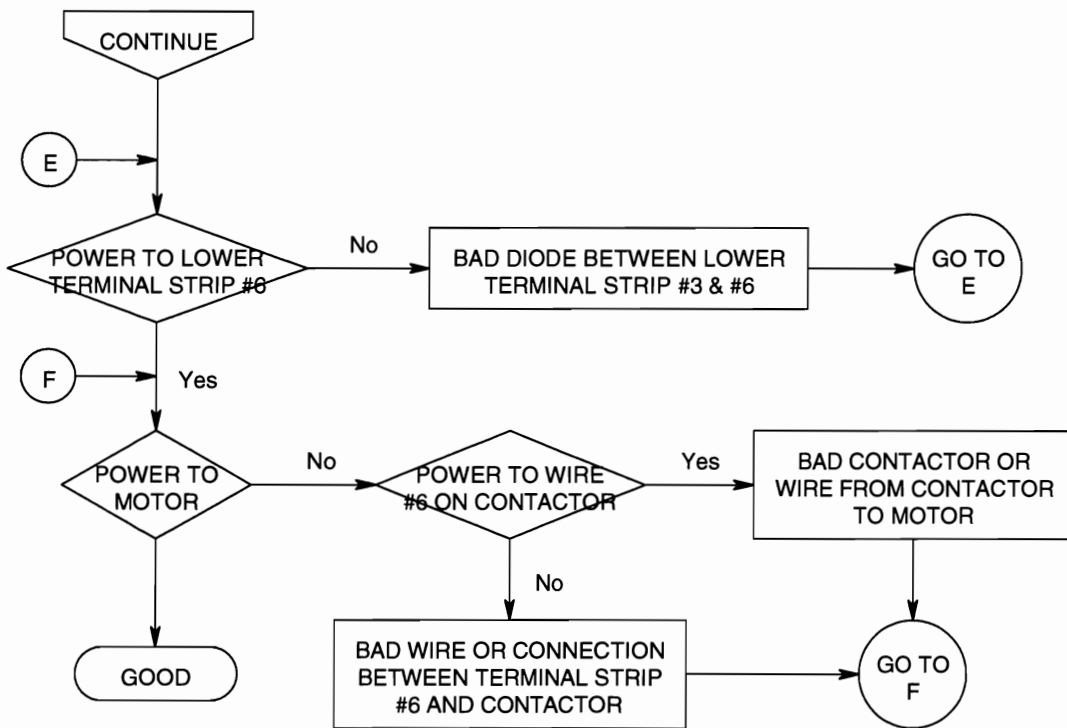 CONTINUE
E
POWER TO LOWER
TERMINAL STRIP #6
No
BAD DIODE BETWEEN LOWER
TERMINAL STRIP #3 & #6
GO TO
E
F
Yes
POWER TO
MOTOR
No
POWER TO WIRE
#6 ON CONTACTOR
Yes
BAD CONTACTOR OR
WIRE FROM CONTACTOR
TO MOTOR
No
GOOD
BAD WIRE OR CONNECTION
BETWEEN TERMINAL STRIP
#6 AND CONTACTOR
GO TO
F